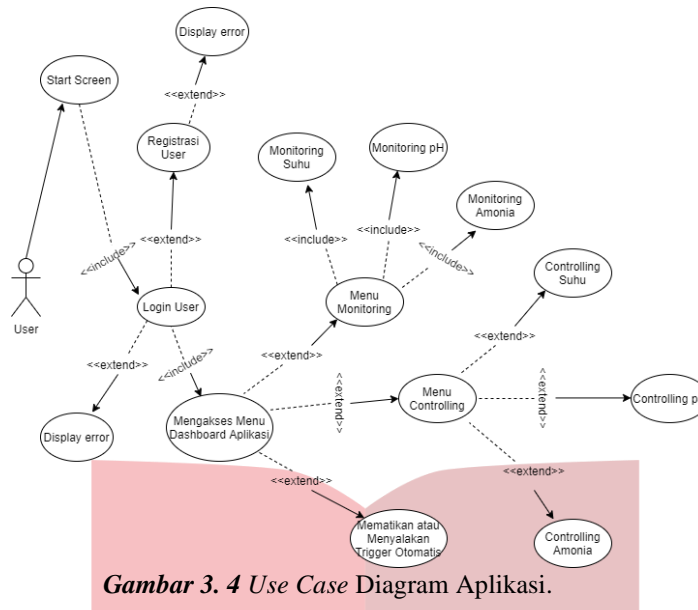 Display error
<<extend>>
Start Screen
Registrasi
User
Monitoring
Suhu
Monitoring pH
Monitoring
Amonia
<<extend>>
<<include>>
<<include>>
<<include>>
<<include>>
Controlling
Suhu
User
Login User
Menu
Monitoring
<<extend>>
<<include>>
<<extend>>
<<extend>>
<<extend>>
Menu
Controlling
<<extend>>
Controlling p
Display error
Mengakses Menu
Dashboard Aplikasi
<<extend>>
<<extend>>
Mematikan atau
Menyalakan
Trigger Otomatis
Controlling
Amonia
Gambar 3. 4 Use Case Diagram Aplikasi.